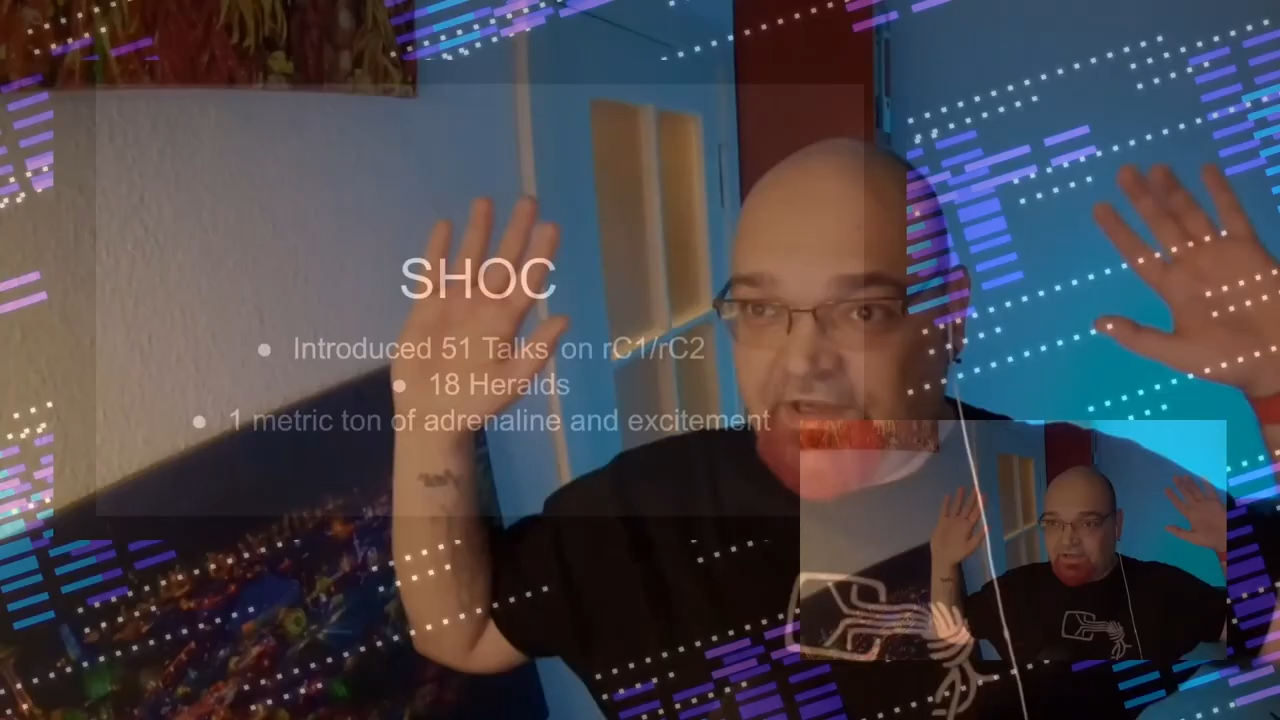 SHOC
● Introduced 51 Talks on rC1/rC2
● 18 Heralds
● 1 metric ton of adrenaline and excitement